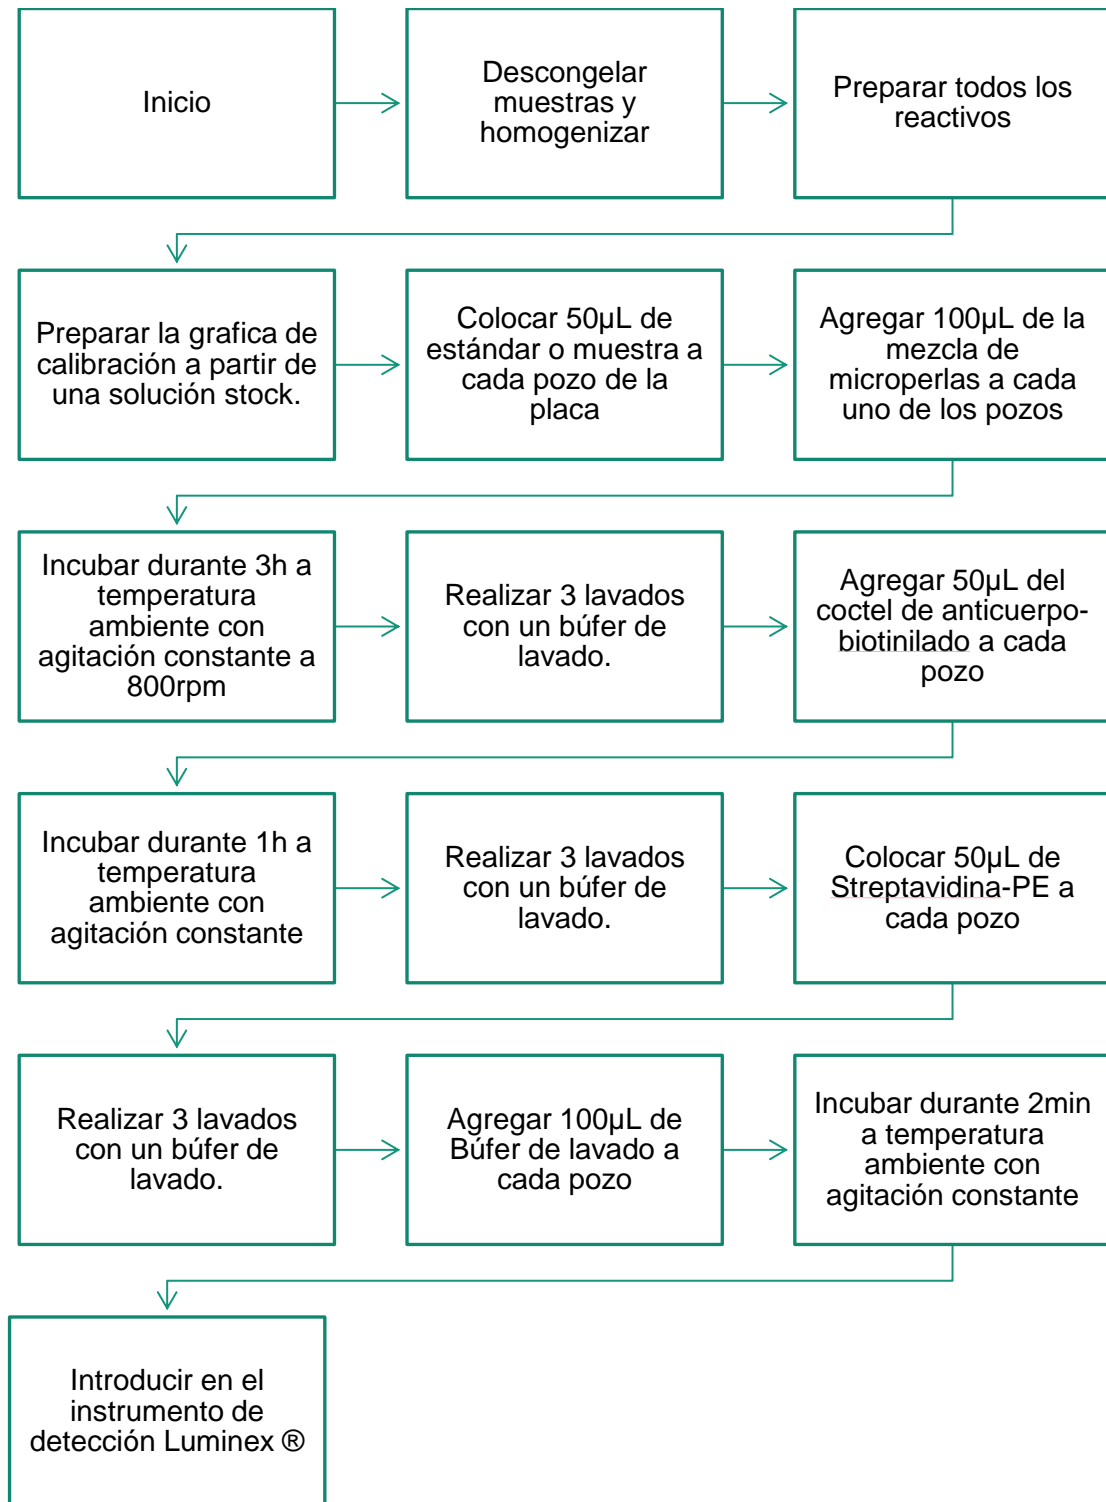 Inicio
Descongelar
muestras y
homogenizar
Preparar todos los
reactivos
Preparar la grafica de
calibración a partir de
una solución stock.
Colocar 50µL de
estándar o muestra a
cada pozo de la
placa
Agregar 100µL de la
mezcla de
microperlas a cada
uno de los pozos
Incubar durante 3h a
temperatura
ambiente con
agitación constante a
800rpm
Realizar 3 lavados
con un búfer de
lavado.
Agregar 50µL del
coctel de anticuerpo-
biotinilado a cada
pozo
Incubar durante 1h a
temperatura
ambiente con
agitación constante
Realizar 3 lavados
con un búfer de
lavado.
Colocar 50µL de
Streptavidina-PE a
cada pozo
Realizar 3 lavados
con un búfer de
lavado.
Agregar 100µL de
Búfer de lavado a
cada pozo
Incubar durante 2min
a temperatura
ambiente con
agitación constante
Introducir en el
instrumento de
detección Luminex ®